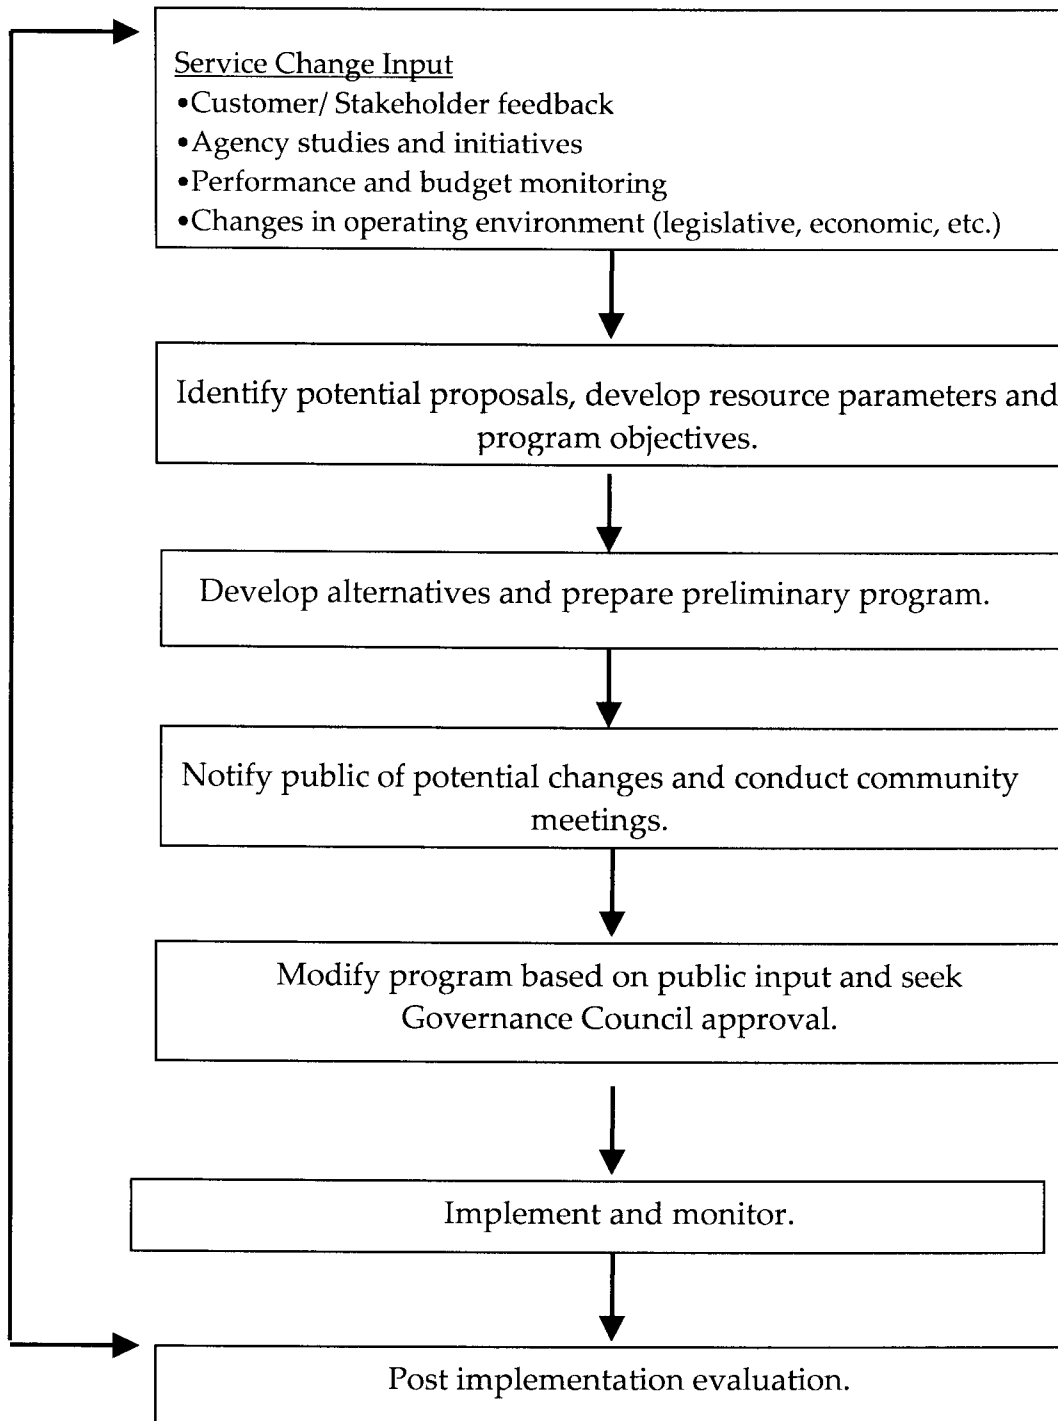 Service Change Input
•Customer/ Stakeholder feedback
•Agency studies and initiatives
•Performance and budget monitoring
•Changes in operating environment (legislative, economic, etc.)
Identify potential proposals, develop resource parameters and
program objectives.
Develop alternatives and prepare preliminary program.
Notify public of potential changes and conduct community
meetings.
Modify program based on public input and seek
Governance Council approval.
Implement and monitor.
Post implementation evaluation.